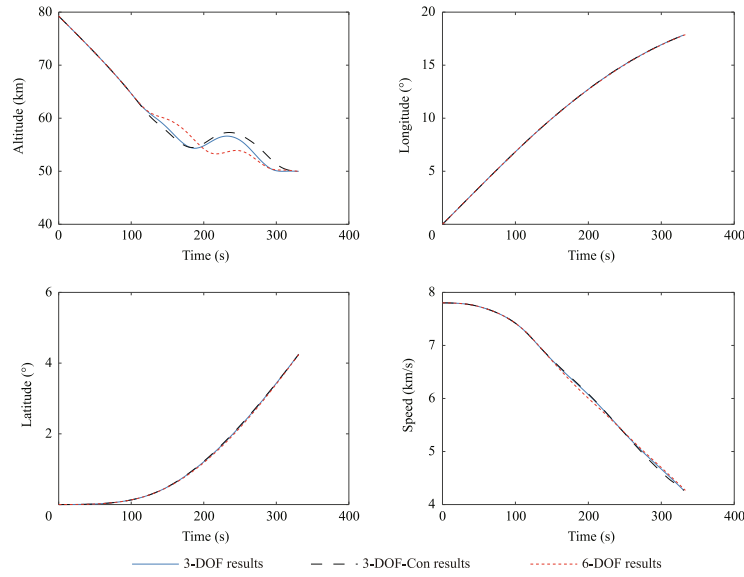 80
70
60
50
40
Altitude (km)
0 100 200 300 400
Time (s)
20
15
10
5
Longitude (°)
0 100 200 300 400
Time (s)
6
4
2
0
Latitude (°)
0 100 200 300 400
Time (s)
8
7
6
5
4
Speed (km/s)
0 100 200 300 400
Time (s)
3-DOF results 3-DOF-Con results 6-DOF results